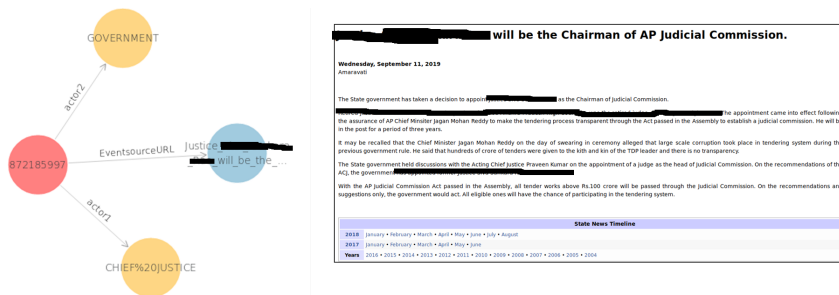 GOVERNMENT
actor2
872185997
EventsourceURL
Justice
will_be_the_...
actor1
CHIEF%20JUSTICE
will be the Chairman of AP Judicial Commission.
Wednesday, September 11, 2019
Amaravati
The State government has taken a decision to appoint as the Chairman of Judicial Commission.
The appointment came into effect following
the assurance of AP Chief Minsiter Jagan Mohan Reddy to make the tendering process transparent through the Act passed in the Assembly to establish a judicial commission. He will be
in the post for a period of three years.
It may be recalled that the Chief Minister Jagan Mohan Reddy on the day of swearing in ceremony alleged that large scale corruption took place in tendering system during the
previous government rule. He said that hundreds of crore of tenders were given to the kith and kin of the TDP leader and there is no transparency.
The State government held discussions with the Acting Chief Justice Praveen Kumar on the appointment of a judge as the head of judicial Commission. On the recommendations of the
ACJ, the government
With the AP Judicial Commission Act passed in the Assembly, all tender works above Rs.100 crore will be passed through the Judicial Commission. On the recommendations and
suggestions only, the government would act. All eligible ones will have the chance of participating in the tendering system.
State News Timeline
2018 January • February • March • April • May • June • July • August
2017 January • February • March • April • May • June
Years 2016 • 2015 • 2014 • 2013 • 2012 • 2011 • 2010 • 2009 • 2008 • 2007 • 2006 • 2005 • 2004